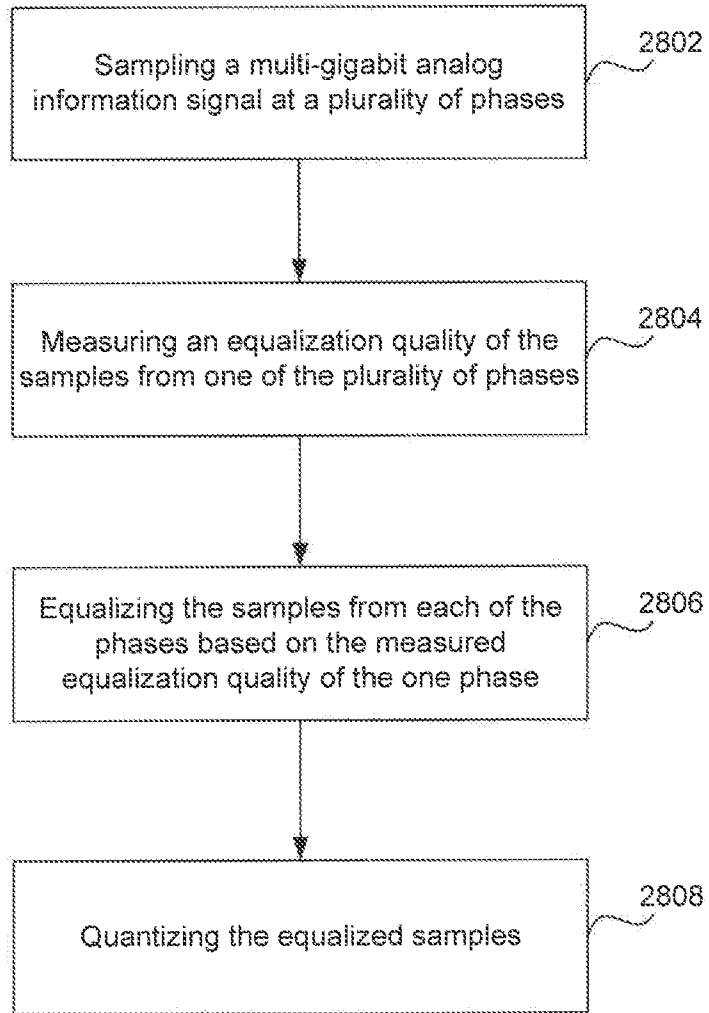 Sampling a multi-gigabit analog
information signal at a plurality of phases
2802
Measuring an equalization quality of the
samples from one of the plurality of phases
2804
Equalizing the samples from each of the
phases based on the measured
equalization quality of the one phase
2806
Quantizing the equalized samples
2808